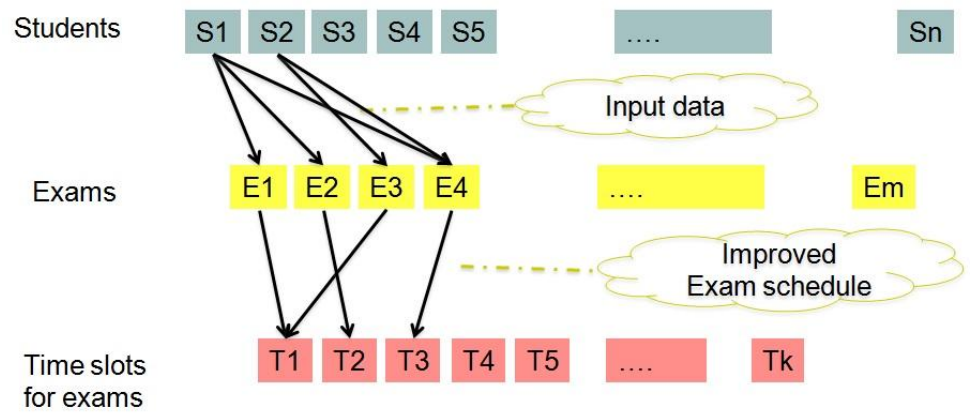 Students S1 S2 S3 S4 S5 .... Sn
Input data
Exams E1 E2 E3 E4 .... Em
Improved
Exam schedule
Time slots
for exams
T1 T2 T3 T4 T5 .... Tk